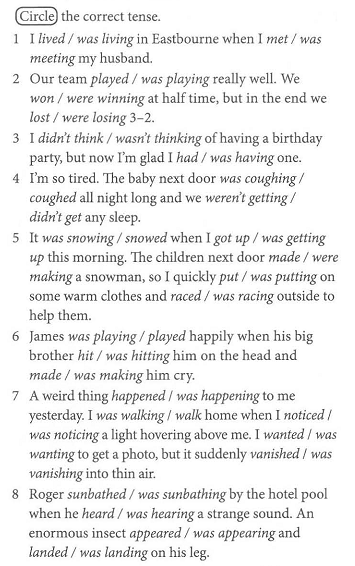 Circle the correct tense.
1 I lived / was living in Eastbourne when I met / was
meeting my husband.
2 Our team played / was playing really well. We
won / were winning at half time, but in the end we
lost / were losing 3–2.
3 I didn't think / wasn't thinking of having a birthday
party, but now I'm glad I had / was having one.
4 I'm so tired. The baby next door was coughing /
coughed all night long and we weren't getting /
didn't get any sleep.
5 It was snowing / snowed when I got up / was getting
up this morning. The children next door made / were
making a snowman, so I quickly put / was putting on
some warm clothes and raced / was racing outside to
help them.
6 James was playing / played happily when his big
brother hit / was hitting him on the head and
made / was making him cry.
7 A weird thing happened / was happening to me
yesterday. I was walking / walk home when I noticed /
was noticing a light hovering above me. I wanted / was
wanting to get a photo, but it suddenly vanished / was
vanishing into thin air.
8 Roger sunbathed / was sunbathing by the hotel pool
when he heard / was hearing a strange sound. An
enormous insect appeared / was appearing and
landed / was landing on his leg.